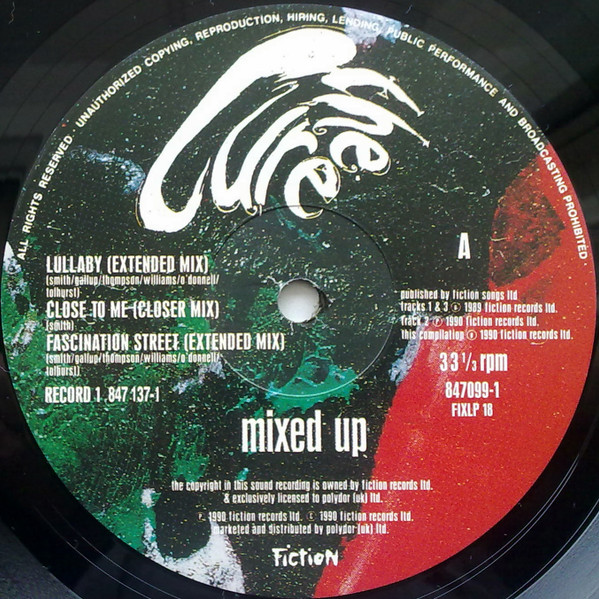 ALL RIGHTS RESERVED · UNAUTHORIZED COPYING, REPRODUCTION, HIRING, LENDING, PUBLIC PERFORMANCE AND BROADCASTING PROHIBITED ·
the
Cure
A
LULLABY (EXTENDED MIX)
(smith/gallup/thompson/williams/o'donnell/
tolhurst)
CLOSE TO ME (CLOSER MIX)
(smith)
FASCINATION STREET (EXTENDED MIX)
(smith/gallup/thompson/williams/o'donnell/
tolhurst)
RECORD 1 847 137-1
published by fiction songs ltd.
tracks 1 & 3 ℗ 1989 fiction records ltd.
track 2 ℗ 1990 fiction records ltd.
this compilation ℗ 1990 fiction records ltd.
33 1/3 rpm
847099-1
FIXLP 18
mixed up
the copyright in this sound recording is owned by fiction records ltd.
& exclusively licensed to polydor (uk) ltd.
℗ 1990 fiction records ltd. © 1990 fiction records ltd.
marketed and distributed by polydor (uk) ltd.
Fiction